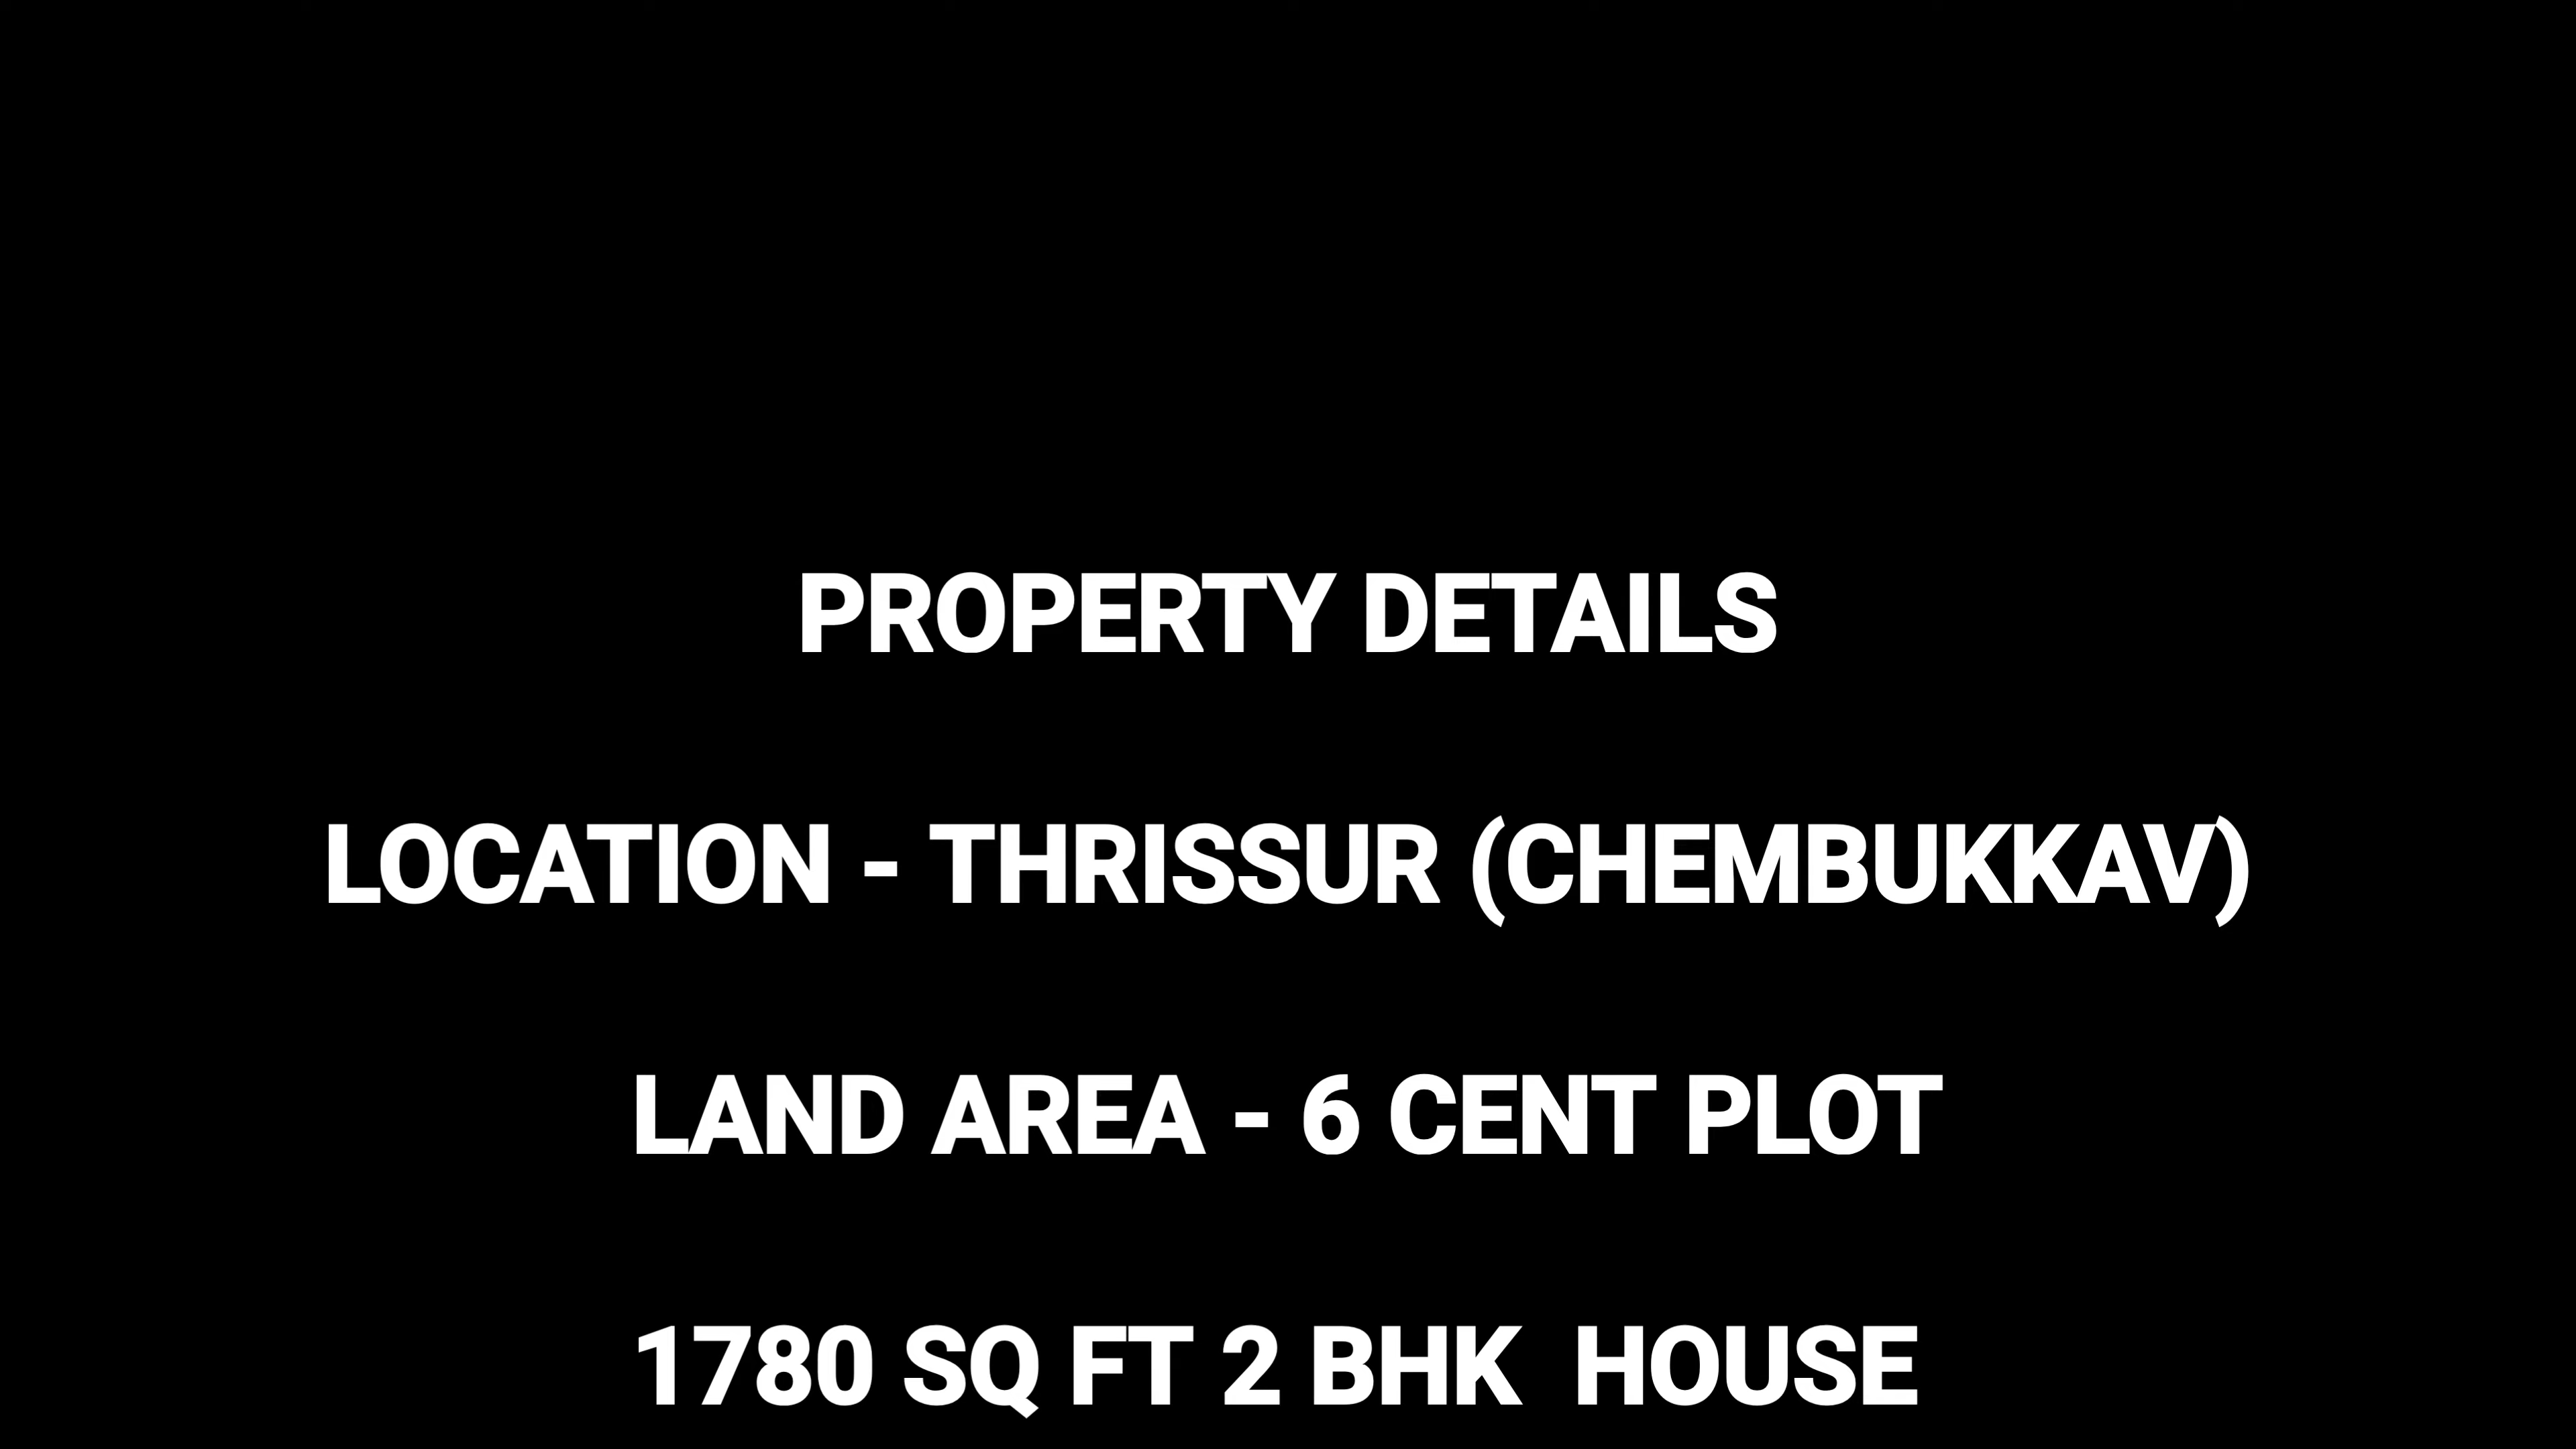 PROPERTY DETAILS
LOCATION - THRISSUR (CHEMBUKKAV)
LAND AREA - 6 CENT PLOT
1780 SQ FT 2 BHK  HOUSE